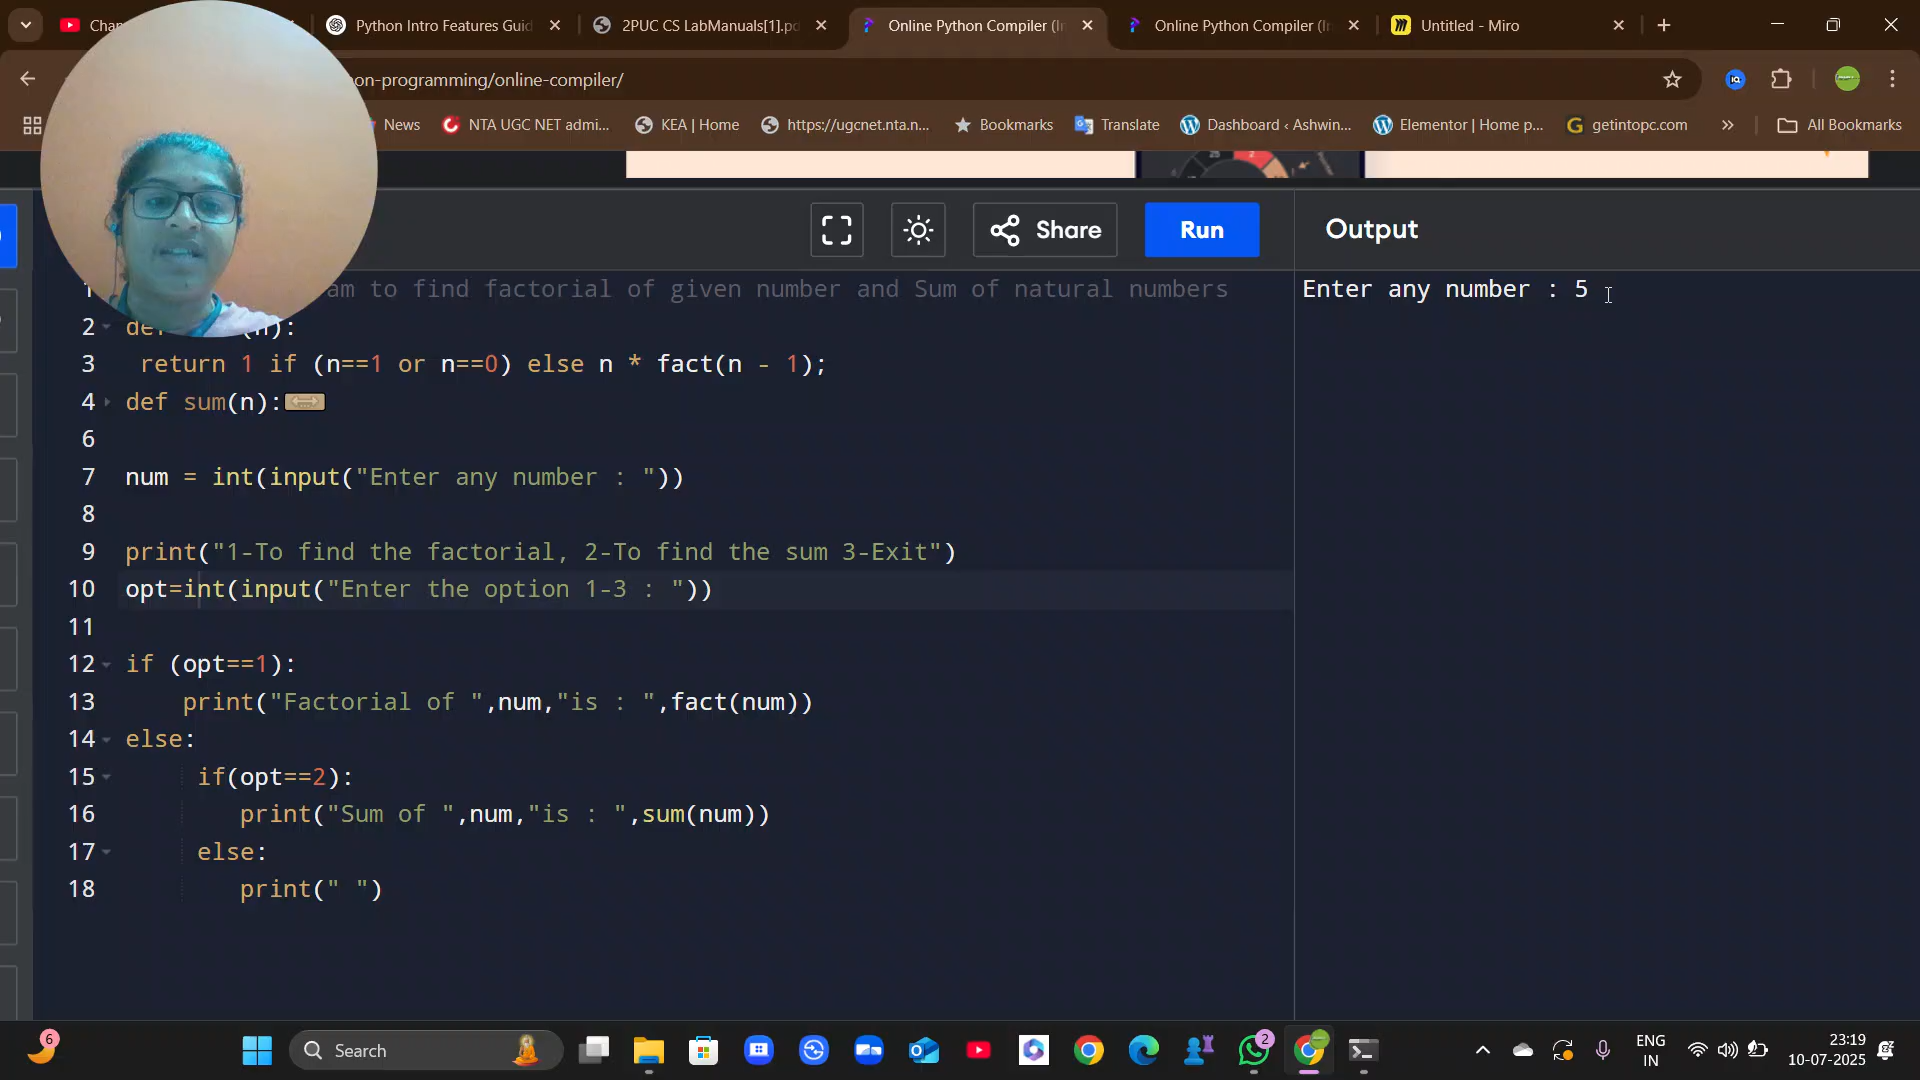 Python Intro Features Guid
2PUC CS LabManuals[1].p
Online Python Compiler (I
Online Python Compiler (I
Untitled - Miro
on-programming/online-compiler/
News
NTA UGC NET admi...
KEA | Home
https://ugcnet.nta.n...
Bookmarks
Translate
Dashboard ‹ Ashwin...
Elementor | Home p...
getintopc.com
All Bookmarks
Share
Run
Output
am to find factorial of given number and Sum of natural numbers
2 de (n):
3 return 1 if (n==1 or n==0) else n * fact(n - 1);
4 def sum(n):
6
7 num = int(input("Enter any number : "))
8
9 print("1-To find the factorial, 2-To find the sum 3-Exit")
10 opt=int(input("Enter the option 1-3 : "))
11
12 if (opt==1):
13 print("Factorial of ",num,"is : ",fact(num))
14 else:
15 if(opt==2):
16 print("Sum of ",num,"is : ",sum(num))
17 else:
18 print(" ")
Enter any number : 5
6
Search
2
ENG
IN
23:19
10-07-2025